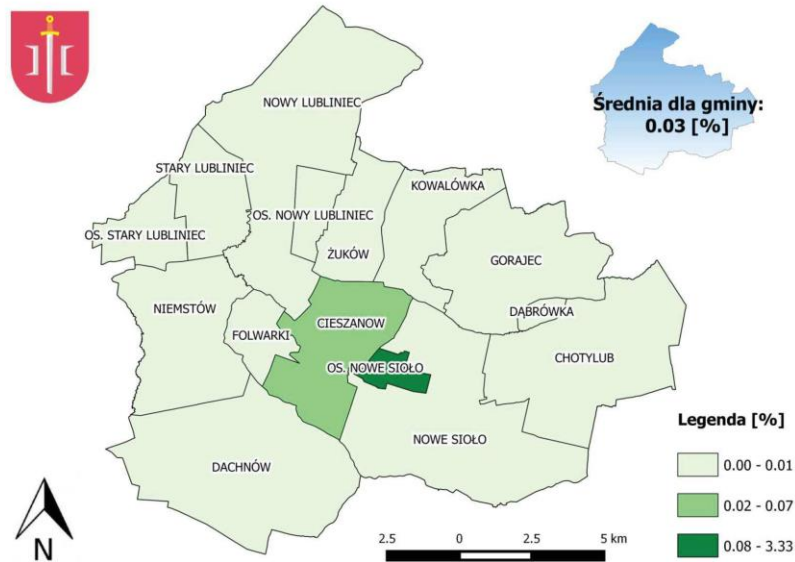 Średnia dla gminy:
0.03 [%]
NOWY LUBLINIEC
STARY LUBLINIEC
KOWALÓWKA
OS. NOWY LUBLINIEC
OS. STARY LUBLINIEC
ŻUKÓW
GORAJEC
NIEMSTÓW
DĄBRÓWKA
CIESZANOW
FOLWARKI
CHOTYLUB
OS. NOWE SIOŁO
NOWE SIOŁO
DACHNÓW
Legenda [%]
0.00 - 0.01
0.02 - 0.07
0.08 - 3.33
N
2.5 0 2.5 5 km